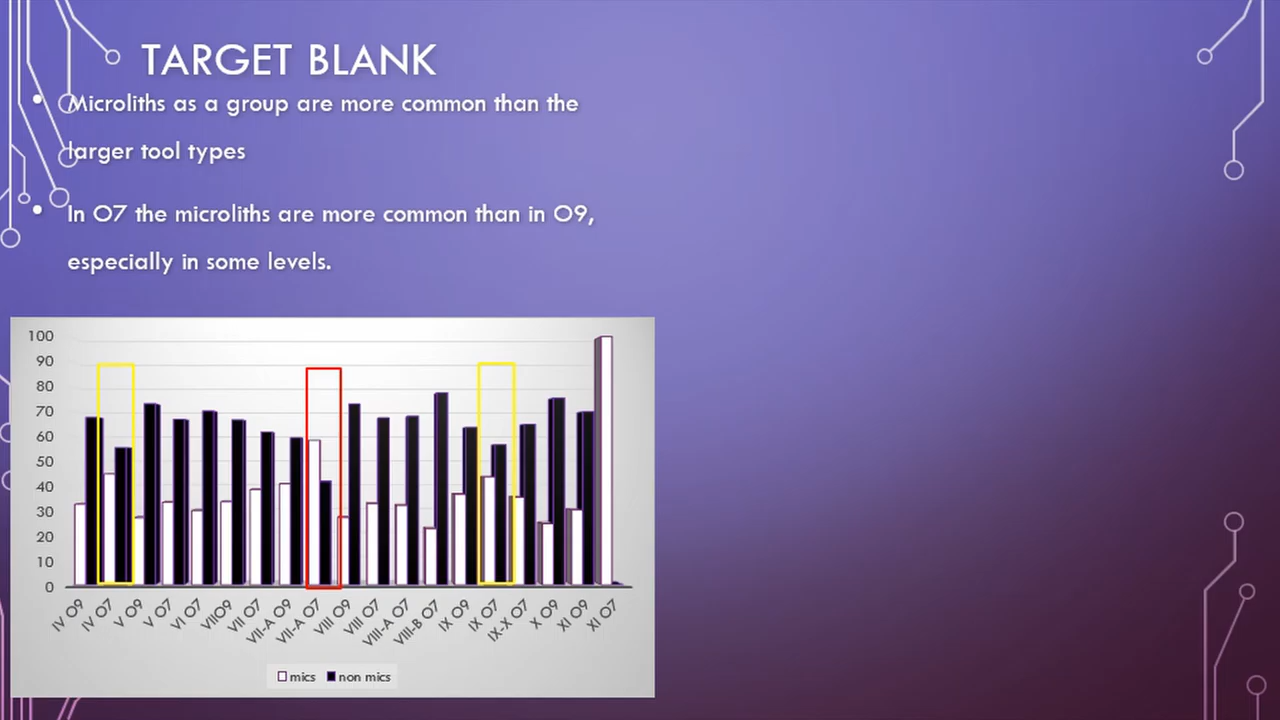 TARGET BLANK
• Microliths as a group are more common than the
larger tool types
• In O7 the microliths are more common than in O9,
especially in some levels.
100
90
80
70
60
50
40
30
20
10
0
IV O9 IV O7 V O9 V O7 VI O7 VIIO9 VII O7 VII-A O9 VII-A O7 VIII O9 VIII O7 VIII-A O7 VIII-B O7 IX O9 IX O7 IX-X O7 X O9 XI O9 XI O7
mics non mics